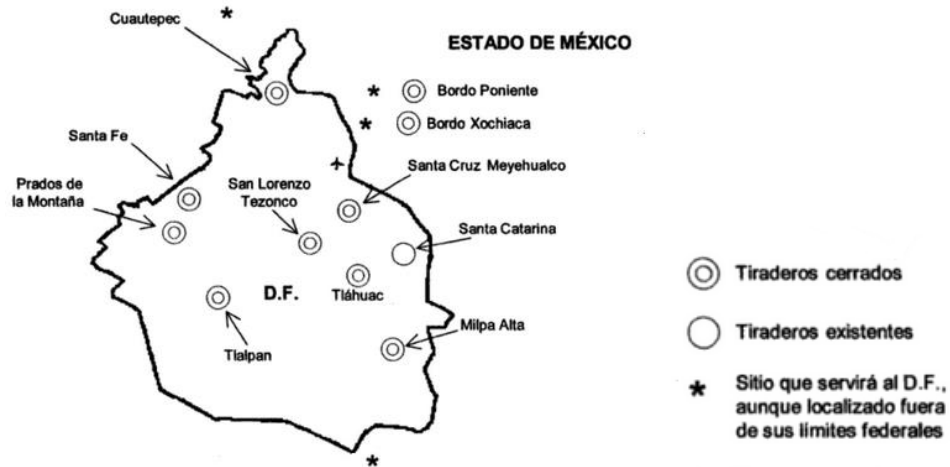 Cuautepec
ESTADO DE MÉXICO
* Bordo Poniente
* Bordo Xochiaca
Santa Fe
Santa Cruz Meyehualco
Prados de
la Montaña
San Lorenzo
Tezonco
Santa Catarina
D.F.
Tláhuac
Tlalpan
Milpa Alta
Tiraderos cerrados
Tiraderos existentes
* Sitio que servirá al D.F.,
aunque localizado fuera
de sus límites federales